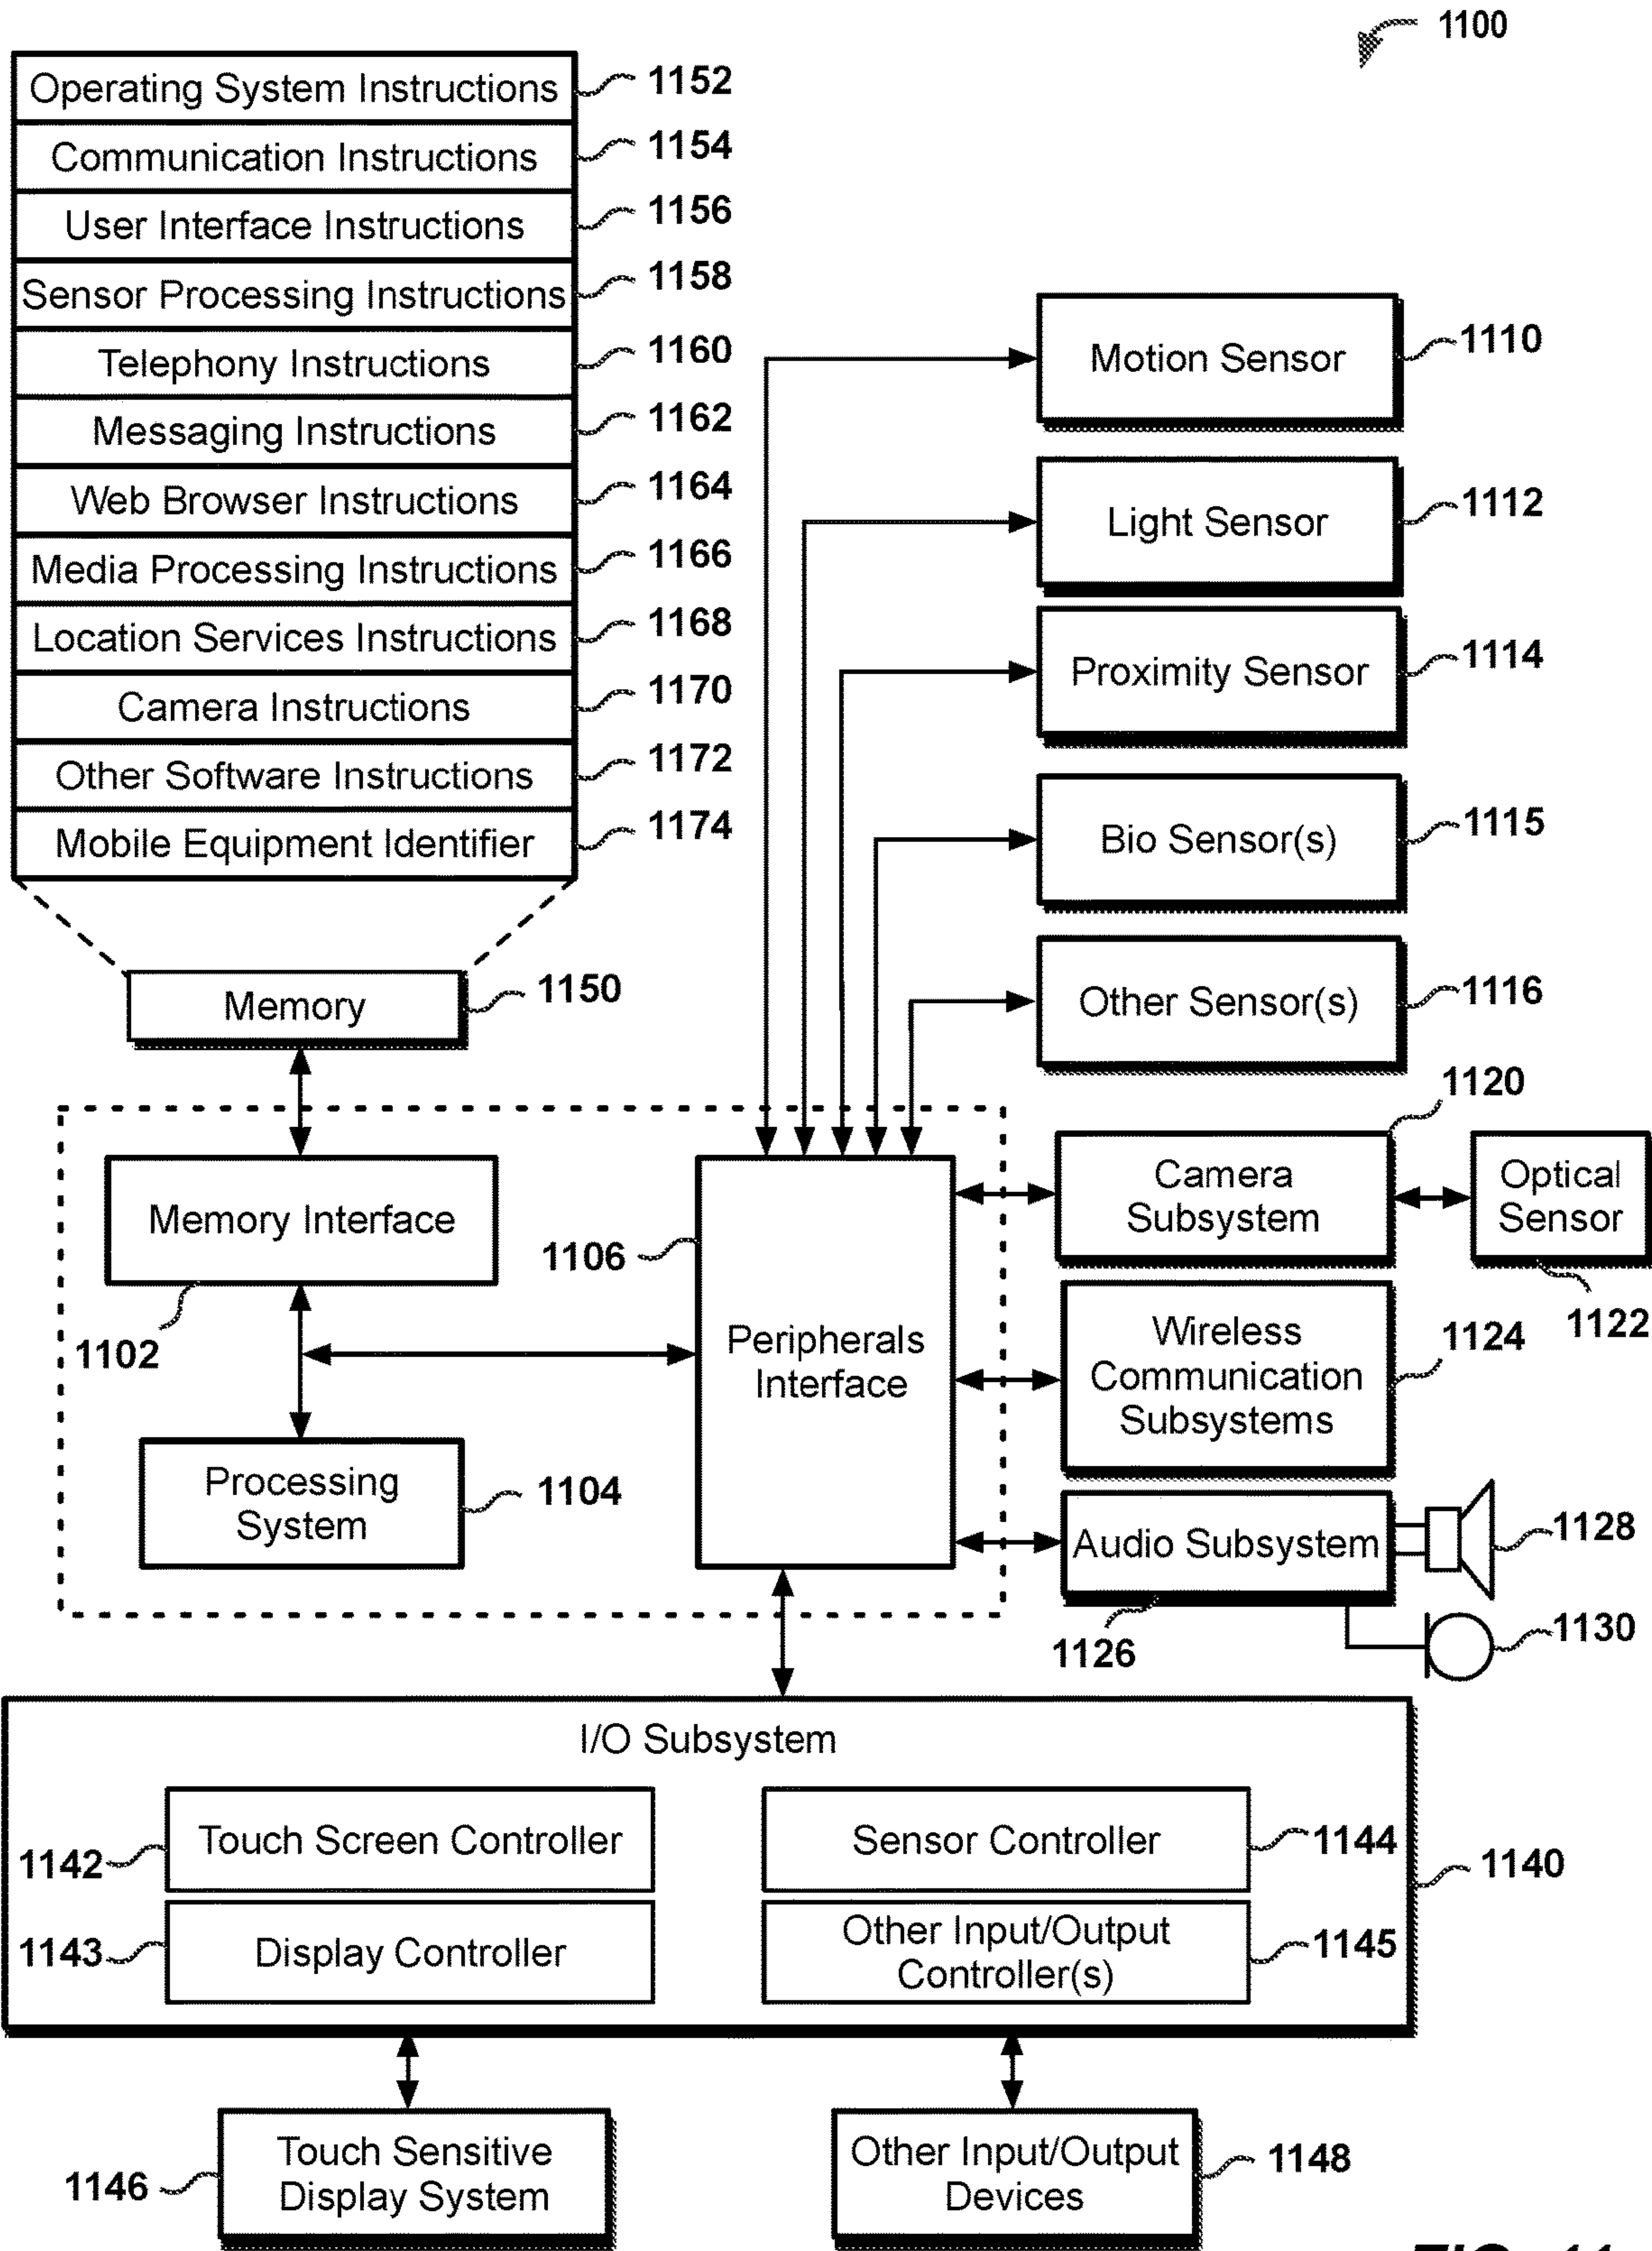 1100
Operating System Instructions 1152
Communication Instructions 1154
User Interface Instructions 1156
Sensor Processing Instructions 1158
Telephony Instructions 1160
Messaging Instructions 1162
Web Browser Instructions 1164
Media Processing Instructions 1166
Location Services Instructions 1168
Camera Instructions 1170
Other Software Instructions 1172
Mobile Equipment Identifier 1174
Memory 1150
Motion Sensor 1110
Light Sensor 1112
Proximity Sensor 1114
Bio Sensor(s) 1115
Other Sensor(s) 1116
Memory Interface
1102
Processing
System
1104
1106
Peripherals
Interface
1120
Camera
Subsystem
Optical
Sensor
1122
Wireless
Communication
Subsystems
1124
Audio Subsystem
1126
1128
1130
I/O Subsystem
1142 Touch Screen Controller
Sensor Controller 1144
1140
1143 Display Controller
Other Input/Output
Controller(s)
1145
Touch Sensitive
Display System
1146
Other Input/Output
Devices
1148